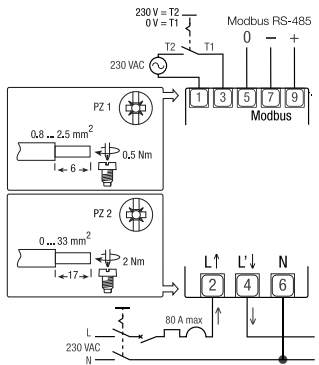 230 V = T2
0 V = T1
Modbus RS-485
T2 T1 0 – +
230 VAC
1 3 5 7 9
Modbus
PZ 1
0.8 ... 2.5 mm²
6
0.5 Nm
PZ 2
0 ... 33 mm²
17
2 Nm
L↑ L'↓ N
2 4 6
80 A max
L
230 VAC
N